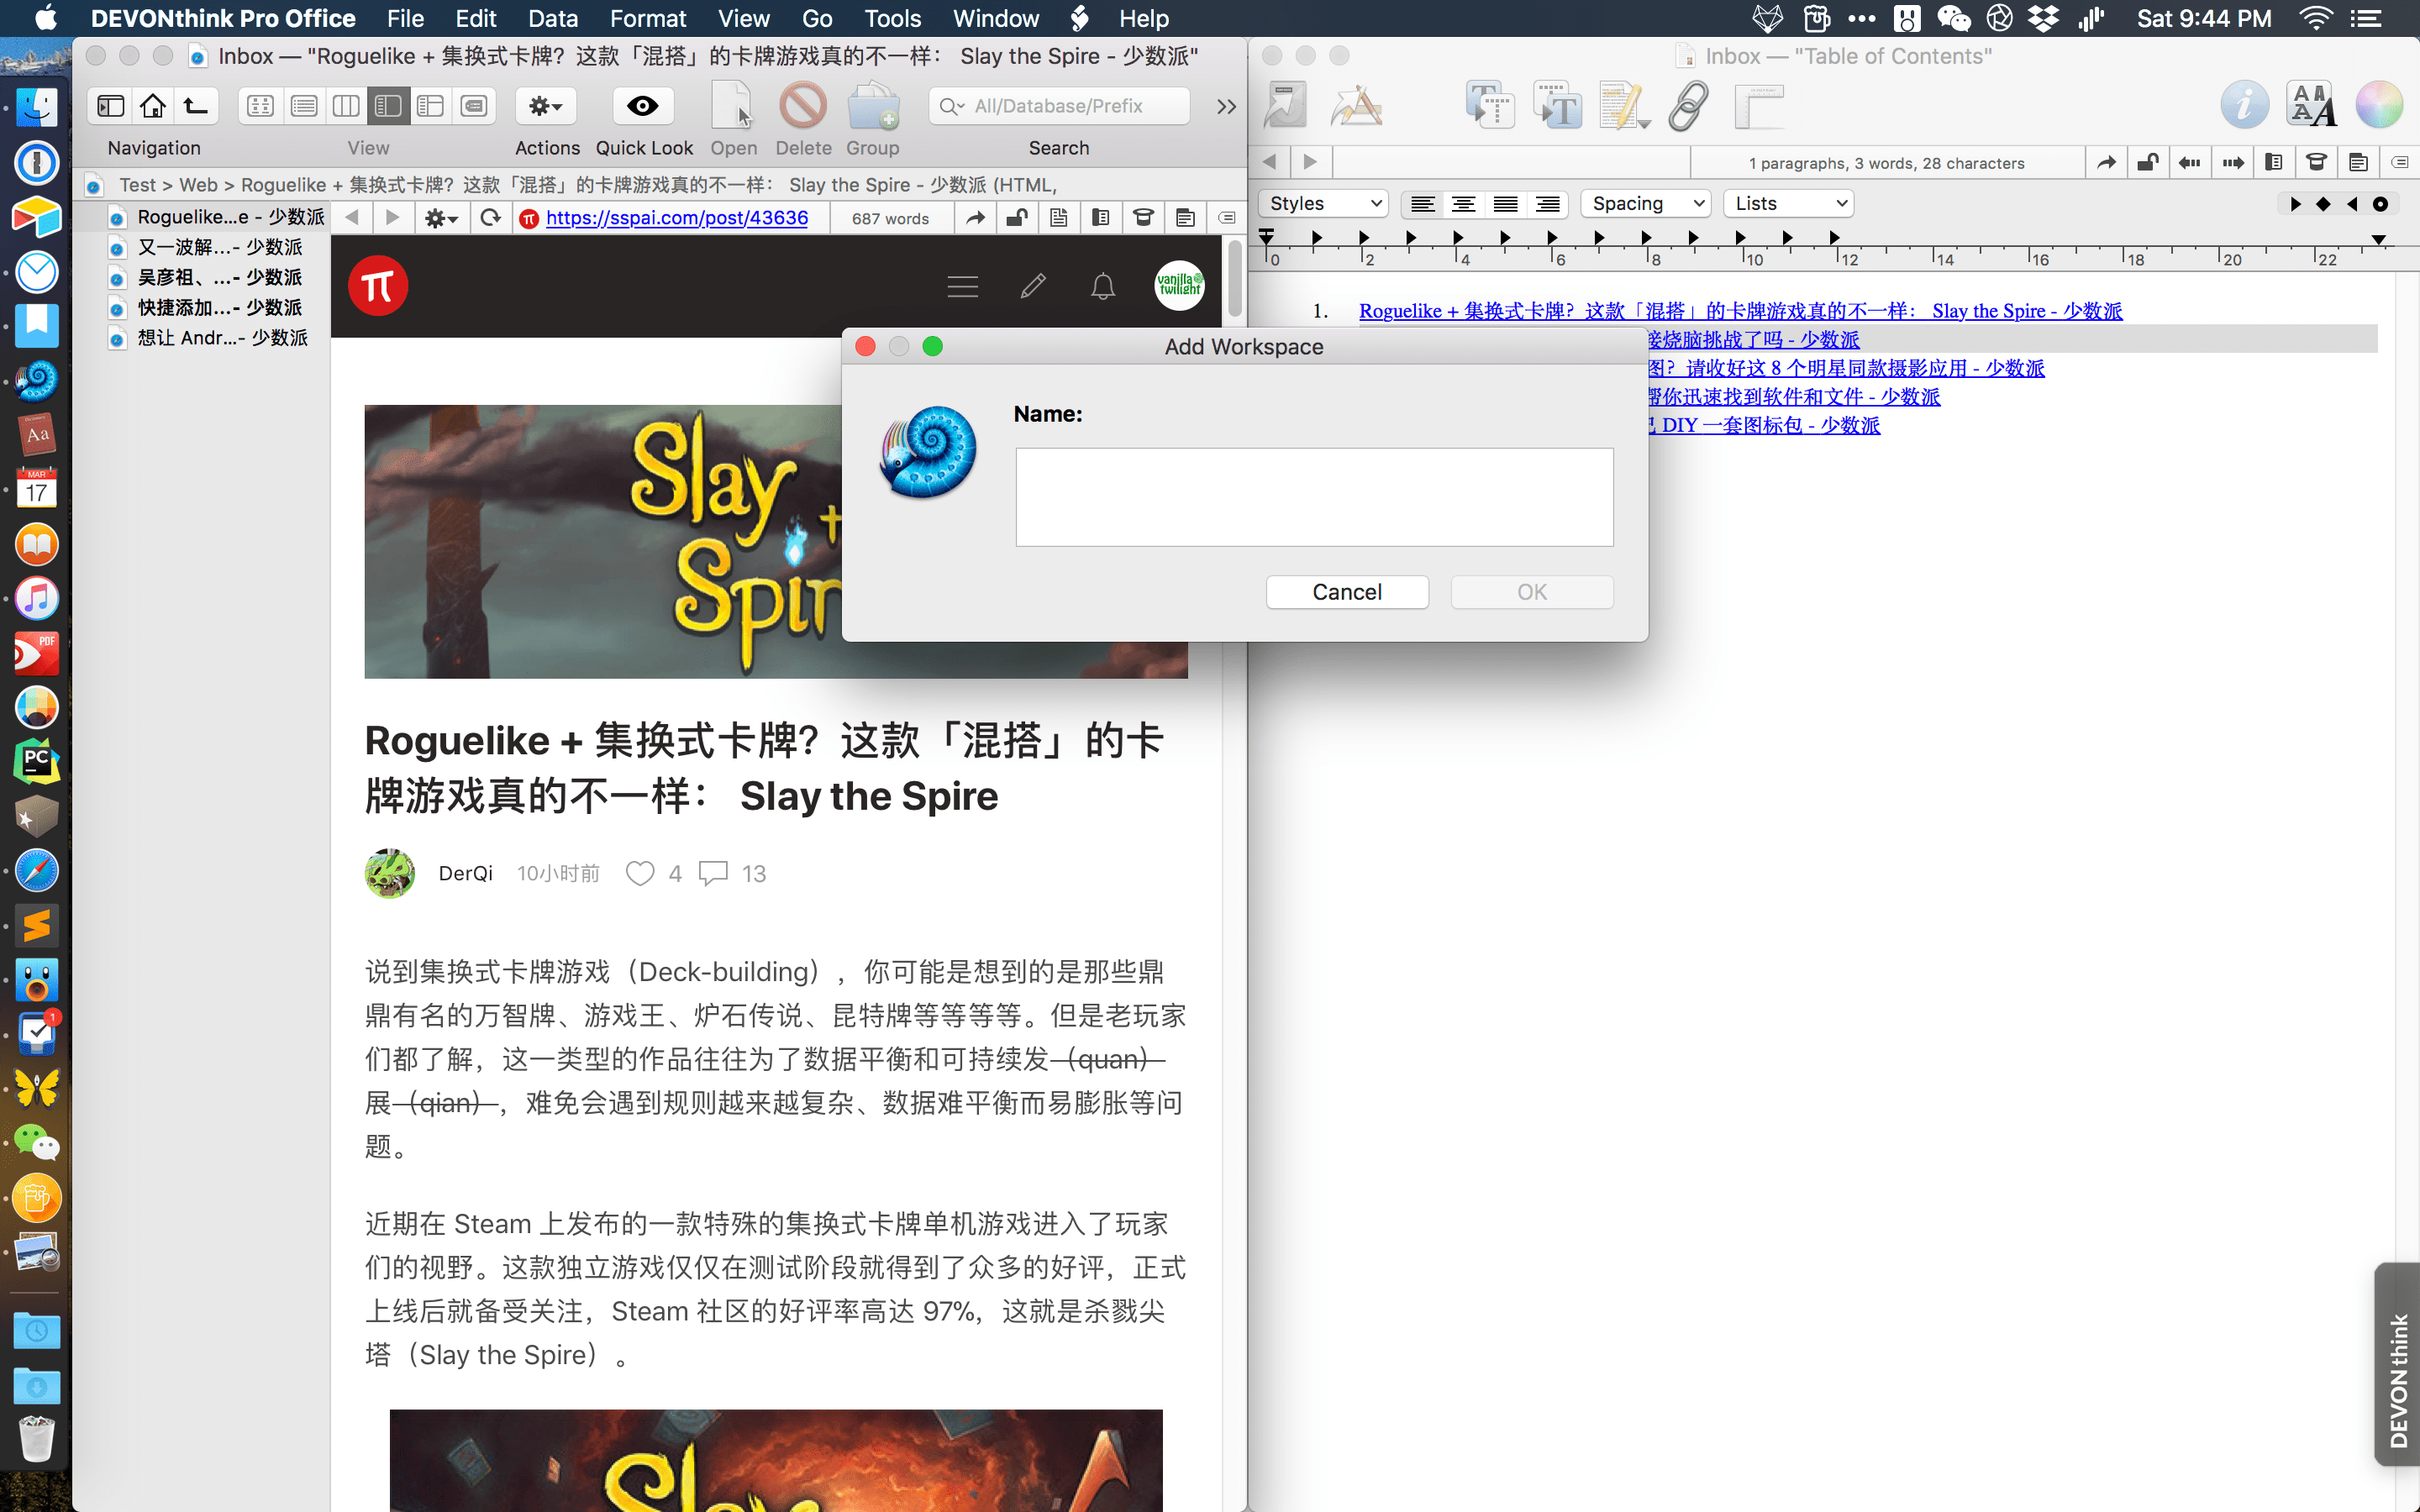 DEVONthink Pro Office File Edit Data Format View Go Tools Window Help Sat 9:44 PM
Inbox — "Roguelike + 集换式卡牌？这款「混搭」的卡牌游戏真的不一样： Slay the Spire - 少数派"
All/Database/Prefix
Navigation View Actions Quick Look Open Delete Group Search
Test > Web > Roguelike + 集换式卡牌？这款「混搭」的卡牌游戏真的不一样： Slay the Spire - 少数派 (HTML,
Roguelike...e - 少数派
又一波解...- 少数派
吴彦祖、...- 少数派
快捷添加...- 少数派
想让 Andr...- 少数派
https://sspai.com/post/43636 687 words
π
vanilla
twilight
Slay
Spir
Roguelike + 集换式卡牌？这款「混搭」的卡
牌游戏真的不一样： Slay the Spire
DerQi 10小时前 4 13
说到集换式卡牌游戏（Deck-building），你可能是想到的是那些鼎
鼎有名的万智牌、游戏王、炉石传说、昆特牌等等等等。但是老玩家
们都了解，这一类型的作品往往为了数据平衡和可持续发（quan）
展（qian），难免会遇到规则越来越复杂、数据难平衡而易膨胀等问
题。
近期在 Steam 上发布的一款特殊的集换式卡牌单机游戏进入了玩家
们的视野。这款独立游戏仅仅在测试阶段就得到了众多的好评，正式
上线后就备受关注，Steam 社区的好评率高达 97%，这就是杀戮尖
塔（Slay the Spire）。
Slay
Add Workspace
Name:
Cancel OK
Inbox — "Table of Contents"
1 paragraphs, 3 words, 28 characters
Styles Spacing Lists
0 2 4 6 8 10 12 14 16 18 20 22
1. Roguelike + 集换式卡牌？这款「混搭」的卡牌游戏真的不一样： Slay the Spire - 少数派
接烧脑挑战了吗 - 少数派
图？请收好这 8 个明星同款摄影应用 - 少数派
帮你迅速找到软件和文件 - 少数派
己 DIY 一套图标包 - 少数派
DEVONthink
Aa
MAR
17
PDF
PC
1